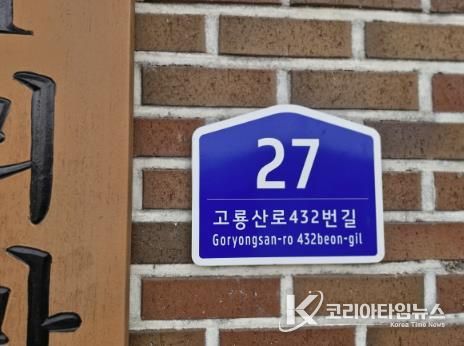 27
고룡산로432번길
Goryongsan-ro 432beon-gil
코리아타임뉴스
Korea Time News